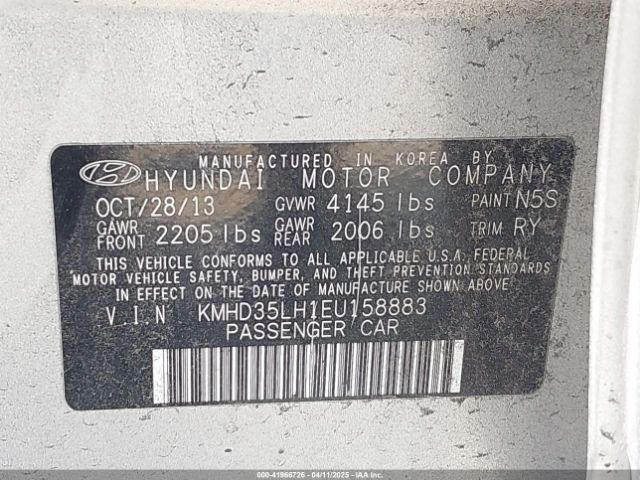 MANUFACTURED IN KOREA BY
HYUNDAI MOTOR COMPANY
OCT/28/13 GVWR 4145 lbs PAINT N5S
GAWR FRONT 2205 lbs GAWR REAR 2006 lbs TRIM RY
THIS VEHICLE CONFORMS TO ALL APPLICABLE U.S.A. FEDERAL
MOTOR VEHICLE SAFETY, BUMPER, AND THEFT PREVENTION STANDARDS
IN EFFECT ON THE DATE OF MANUFACTURE SHOWN ABOVE.
V.I.N KMHD35LH1EU158883
PASSENGER CAR
000-41966726 - 04/11/2025 - IAAI.COM